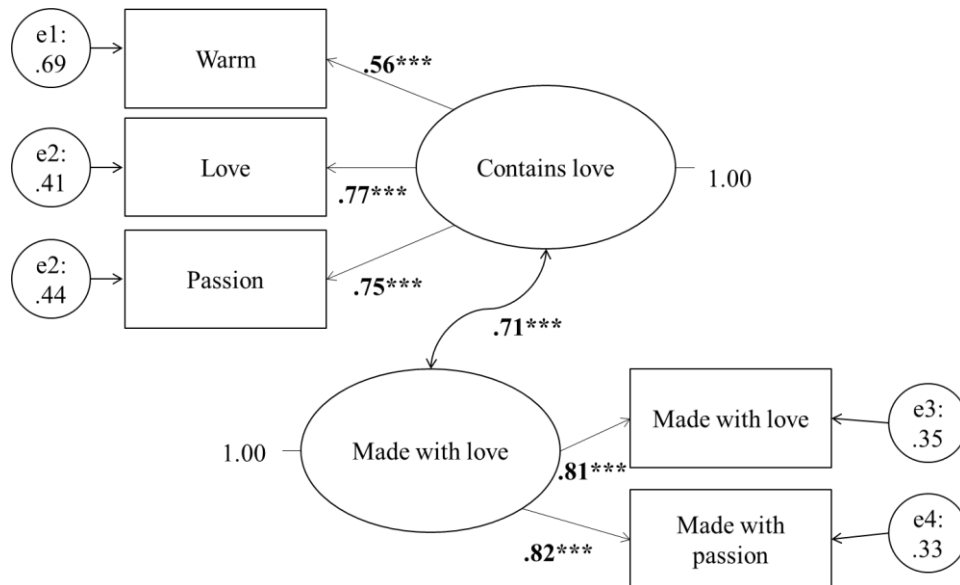 e1:
.69
Warm
.56***
e2:
.41
Love
.77***
Contains love
1.00
e2:
.44
Passion
.75***
.71***
1.00
Made with love
.81***
Made with love
e3:
.35
.82***
Made with
passion
e4:
.33